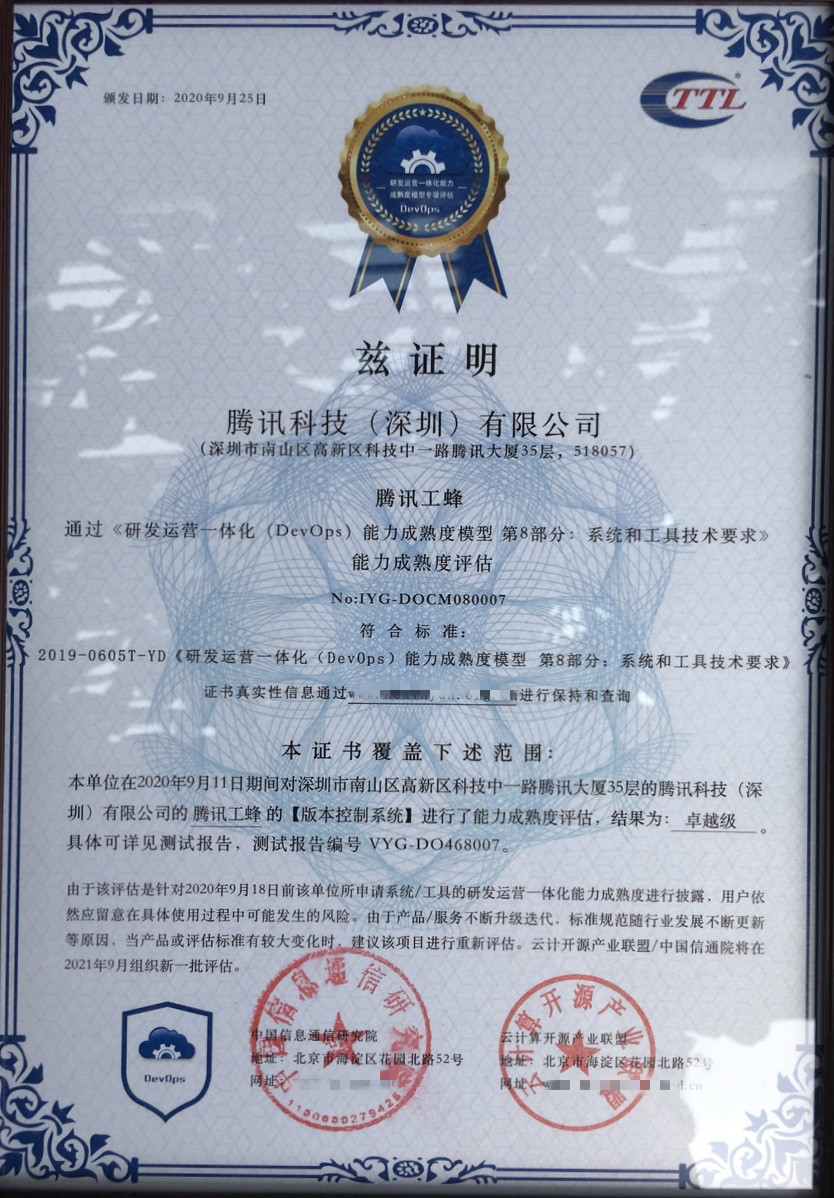 颁发日期：2020年9月25日
TTL
研发运营一体化能力
成熟度模型专项评估
DevOps
兹证明
腾讯科技（深圳）有限公司
（深圳市南山区高新区科技中一路腾讯大厦35层，518057）
腾讯工蜂
通过《研发运营一体化（DevOps）能力成熟度模型 第8部分：系统和工具技术要求》
能力成熟度评估
No:IYG-DOCM080007
符合标准：
2019-0605T-YD《研发运营一体化（DevOps）能力成熟度模型 第8部分：系统和工具技术要求》
证书真实性信息通过进行保持和查询
本证书覆盖下述范围：
本单位在2020年9月11日期间对深圳市南山区高新区科技中一路腾讯大厦35层的腾讯科技（深
圳）有限公司的 腾讯工蜂 的【版本控制系统】进行了能力成熟度评估，结果为： 卓越级 。
具体可详见测试报告，测试报告编号 VYG-DO468007。
由于该评估是针对2020年9月18日前该单位所申请系统/工具的研发运营一体化能力成熟度进行披露，用户依
然应留意在具体使用过程中可能发生的风险。由于产品/服务不断升级迭代，标准规范随行业发展不断更新
等原因，当产品或评估标准有较大变化时，建议该项目进行重新评估。云计开源产业联盟/中国信通院将在
2021年9月组织新一批评估。
DevOps
中国信息通信研究院
地址：北京市海淀区花园北路52号
网址：
中国信息通信研究院
1100000279428
云计算开源产业联盟
地址：北京市海淀区花园北路52号
网址：
云计算开源产业联盟